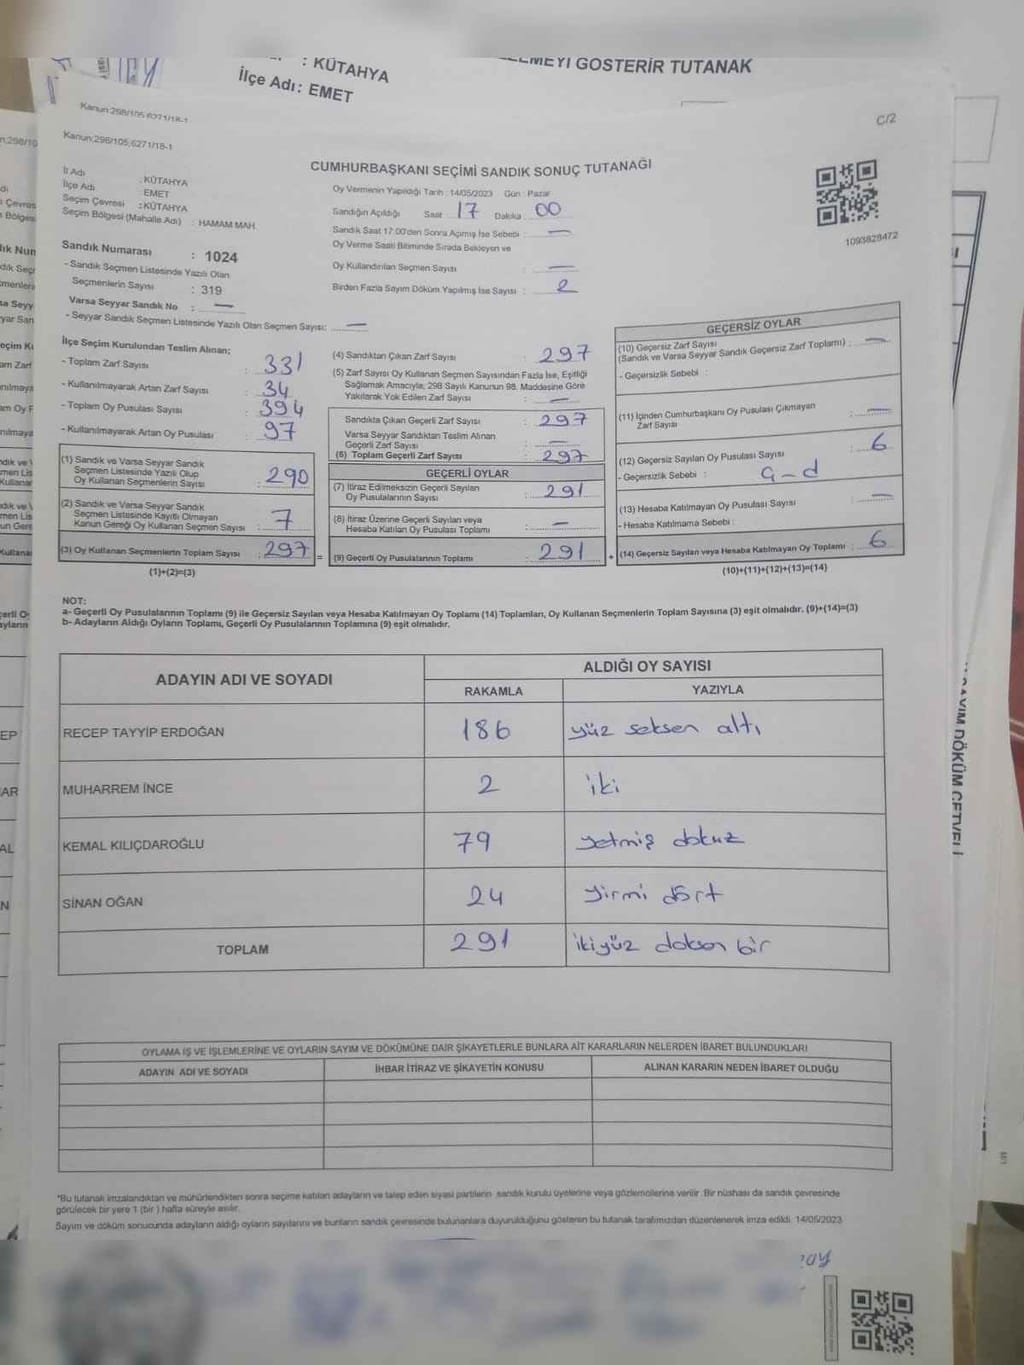 : KÜTAHYA
İlçe Adı: EMET
GÖSTERİR TUTANAK
Kanun:298/105,6271/18-1
C/2
Kanun:298/105,6271/18-1
CUMHURBAŞKANI SEÇİMİ SANDIK SONUÇ TUTANAĞI
İl Adı : KÜTAHYA
İlçe Adı : EMET
Seçim Çevresi : KÜTAHYA
Seçim Bölgesi (Mahalle Adı) : HAMAM MAH.
Sandık Numarası : 1024
- Sandık Seçmen Listesinde Yazılı Olan
Seçmenlerin Sayısı : 319
Varsa Seyyar Sandık No : —
- Seyyar Sandık Seçmen Listesinde Yazılı Olan Seçmen Sayısı: —
Oy Vermenin Yapıldığı Tarih : 14/05/2023 Gün : Pazar
Sandığın Açıldığı Saat : 17 Dakika : 00
Sandık Saat 17:00'den Sonra Açılmış İse Sebebi : —
Oy Verme Saati Bitiminde Sırada Bekleyen ve
Oy Kullandırılan Seçmen Sayısı : —
Birden Fazla Sayım Döküm Yapılmış İse Sayısı : 2
1093828472
İlçe Seçim Kurulundan Teslim Alınan;
- Toplam Zarf Sayısı : 331
- Kullanılmayarak Artan Zarf Sayısı : 34
- Toplam Oy Pusulası Sayısı : 394
- Kullanılmayarak Artan Oy Pusulası : 97
(1) Sandık ve Varsa Seyyar Sandık
Seçmen Listesinde Yazılı Olup
Oy Kullanan Seçmenlerin Sayısı : 290
(2) Sandık ve Varsa Seyyar Sandık
Seçmen Listesinde Kayıtlı Olmayan
Kanun Gereği Oy Kullanan Seçmen Sayısı : 7
(3) Oy Kullanan Seçmenlerin Toplam Sayısı : 297 =
(1)+(2)=(3)
(4) Sandıktan Çıkan Zarf Sayısı : 297
(5) Zarf Sayısı Oy Kullanan Seçmen Sayısından Fazla İse, Eşitliği
Sağlamak Amacıyla; 298 Sayılı Kanunun 98. Maddesine Göre
Yakılarak Yok Edilen Zarf Sayısı : —
Sandıkta Çıkan Geçerli Zarf Sayısı : 297
Varsa Seyyar Sandıktan Teslim Alınan
Geçerli Zarf Sayısı : —
(6) Toplam Geçerli Zarf Sayısı : 297
GEÇERLİ OYLAR
(7) İtiraz Edilmeksizin Geçerli Sayılan
Oy Pusulalarının Sayısı : 291
(8) İtiraz Üzerine Geçerli Sayılan veya
Hesaba Katılan Oy Pusulası Toplamı : —
(9) Geçerli Oy Pusulalarının Toplamı : 291 +
GEÇERSİZ OYLAR
(10) Geçersiz Zarf Sayısı
(Sandık ve Varsa Seyyar Sandık Geçersiz Zarf Toplamı) : —
- Geçersizlik Sebebi :
(11) İçinden Cumhurbaşkanı Oy Pusulası Çıkmayan
Zarf Sayısı : —
(12) Geçersiz Sayılan Oy Pusulası Sayısı : 6
- Geçersizlik Sebebi : a-d
(13) Hesaba Katılmayan Oy Pusulası Sayısı : —
- Hesaba Katılmama Sebebi :
(14) Geçersiz Sayılan veya Hesaba Katılmayan Oy Toplamı : 6
(10)+(11)+(12)+(13)=(14)
NOT:
a- Geçerli Oy Pusulalarının Toplamı (9) ile Geçersiz Sayılan veya Hesaba Katılmayan Oy Toplamı (14) Toplamları, Oy Kullanan Seçmenlerin Toplam Sayısına (3) eşit olmalıdır. (9)+(14)=(3)
b- Adayların Aldığı Oyların Toplamı, Geçerli Oy Pusulalarının Toplamına (9) eşit olmalıdır.
ADAYIN ADI VE SOYADI ALDIĞI OY SAYISI
RAKAMLA YAZIYLA
RECEP TAYYİP ERDOĞAN 186 yüz seksen altı
MUHARREM İNCE 2 iki
KEMAL KILIÇDAROĞLU 79 yetmiş dokuz
SİNAN OĞAN 24 yirmi dört
TOPLAM 291 ikiyüz doksan bir
OYLAMA İŞ VE İŞLEMLERİNE VE OYLARIN SAYIM VE DÖKÜMÜNE DAİR ŞİKAYETLERLE BUNLARA AİT KARARLARIN NELERDEN İBARET BULUNDUKLARI
ADAYIN ADI VE SOYADI İHBAR İTİRAZ VE ŞİKAYETİN KONUSU ALINAN KARARIN NEDEN İBARET OLDUĞU
*Bu tutanak imzalandıktan ve mühürlendikten sonra seçime katılan adayların ve talep eden siyasi partilerin sandık kurulu üyelerine veya gözlemcilerine verilir. Bir nüshası da sandık çevresinde
görülecek bir yere 1 (bir) hafta süreyle asılır.
Sayım ve döküm sonucunda adayların aldığı oyların sayılarını ve bunların sandık çevresinde bulunanlara duyurulduğunu gösteren bu tutanak tarafımızdan düzenlenerek imza edildi. 14/05/2023
SAYIM DÖKÜM CETVELİ